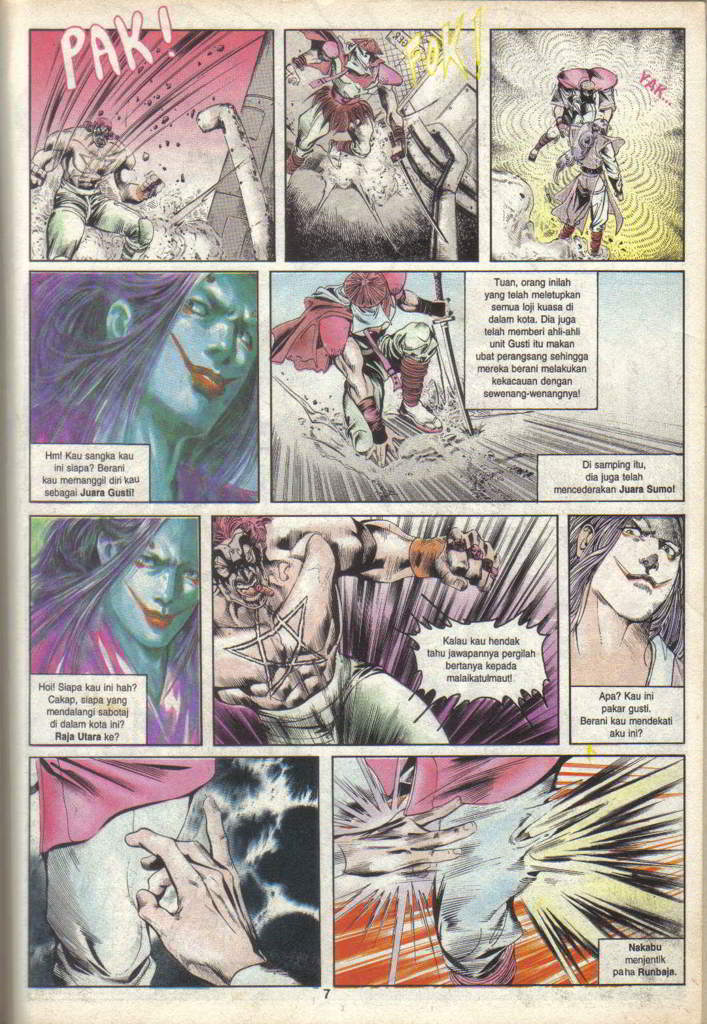 PAK!
POK!
YAK...
Hm! Kau sangka kau
ini siapa? Berani
kau memanggil diri kau
sebagai Juara Gusti!
Tuan, orang inilah
yang telah meletupkan
semua loji kuasa di
dalam kota. Dia juga
telah memberi ahli-ahli
unit Gusti itu makan
ubat perangsang sehingga
mereka berani melakukan
kekacauan dengan
sewenang-wenangnya!
Di samping itu,
dia juga telah
mencederakan Juara Sumo!
Hoi! Siapa kau ini hah?
Cakap, siapa yang
mendalangi sabotaj
di dalam kota ini?
Raja Utara ke?
Kalau kau hendak
tahu jawapannya pergilah
bertanya kepada
malaikatulmaut!
Apa? Kau ini
pakar gusti.
Berani kau mendekati
aku ini?
Nakabu
menjentik
paha Runbaja.
7